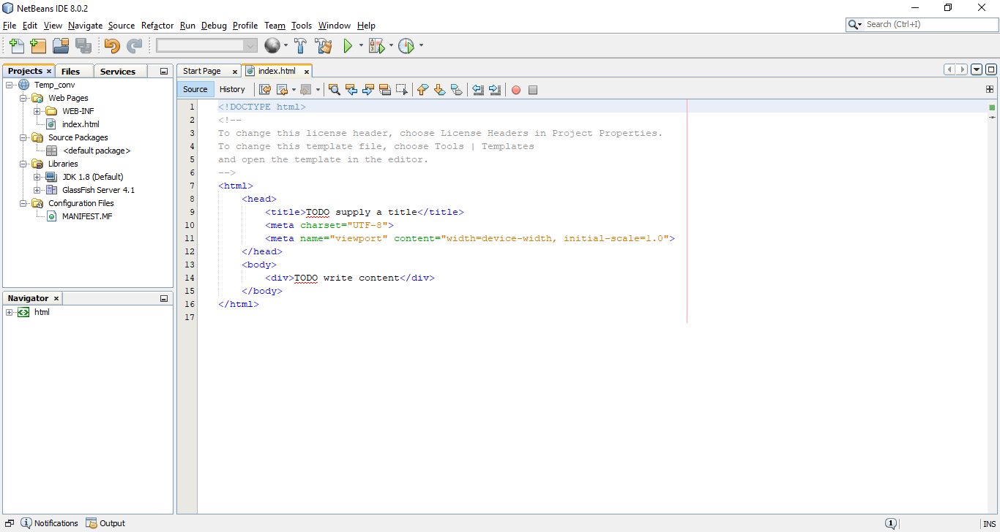 NetBeans IDE 8.0.2
File Edit View Navigate Source Refactor Run Debug Profile Team Tools Window Help
Search (Ctrl+I)
Projects Files Services
Temp_conv
Web Pages
WEB-INF
index.html
Source Packages
<default package>
Libraries
JDK 1.8 (Default)
GlassFish Server 4.1
Configuration Files
MANIFEST.MF
Navigator
html
Start Page index.html
Source History
1 <!DOCTYPE html>
2 <!--
3 To change this license header, choose License Headers in Project Properties.
4 To change this template file, choose Tools | Templates
5 and open the template in the editor.
6 -->
7 <html>
8 <head>
9 <title>TODO supply a title</title>
10 <meta charset="UTF-8">
11 <meta name="viewport" content="width=device-width, initial-scale=1.0">
12 </head>
13 <body>
14 <div>TODO write content</div>
15 </body>
16 </html>
17
Notifications Output
1
INS